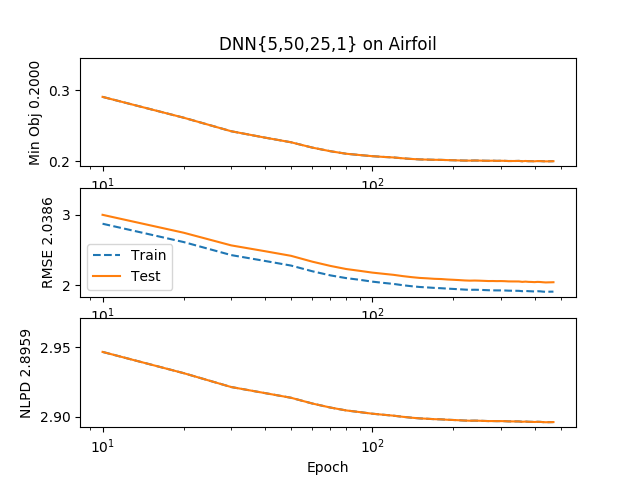 DNN{5,50,25,1} on Airfoil
Min Obj 0.2000
0.3
0.2
10¹
10²
RMSE 2.0386
3
2
Train
Test
10¹
10²
NLPD 2.8959
2.95
2.90
10¹
10²
Epoch